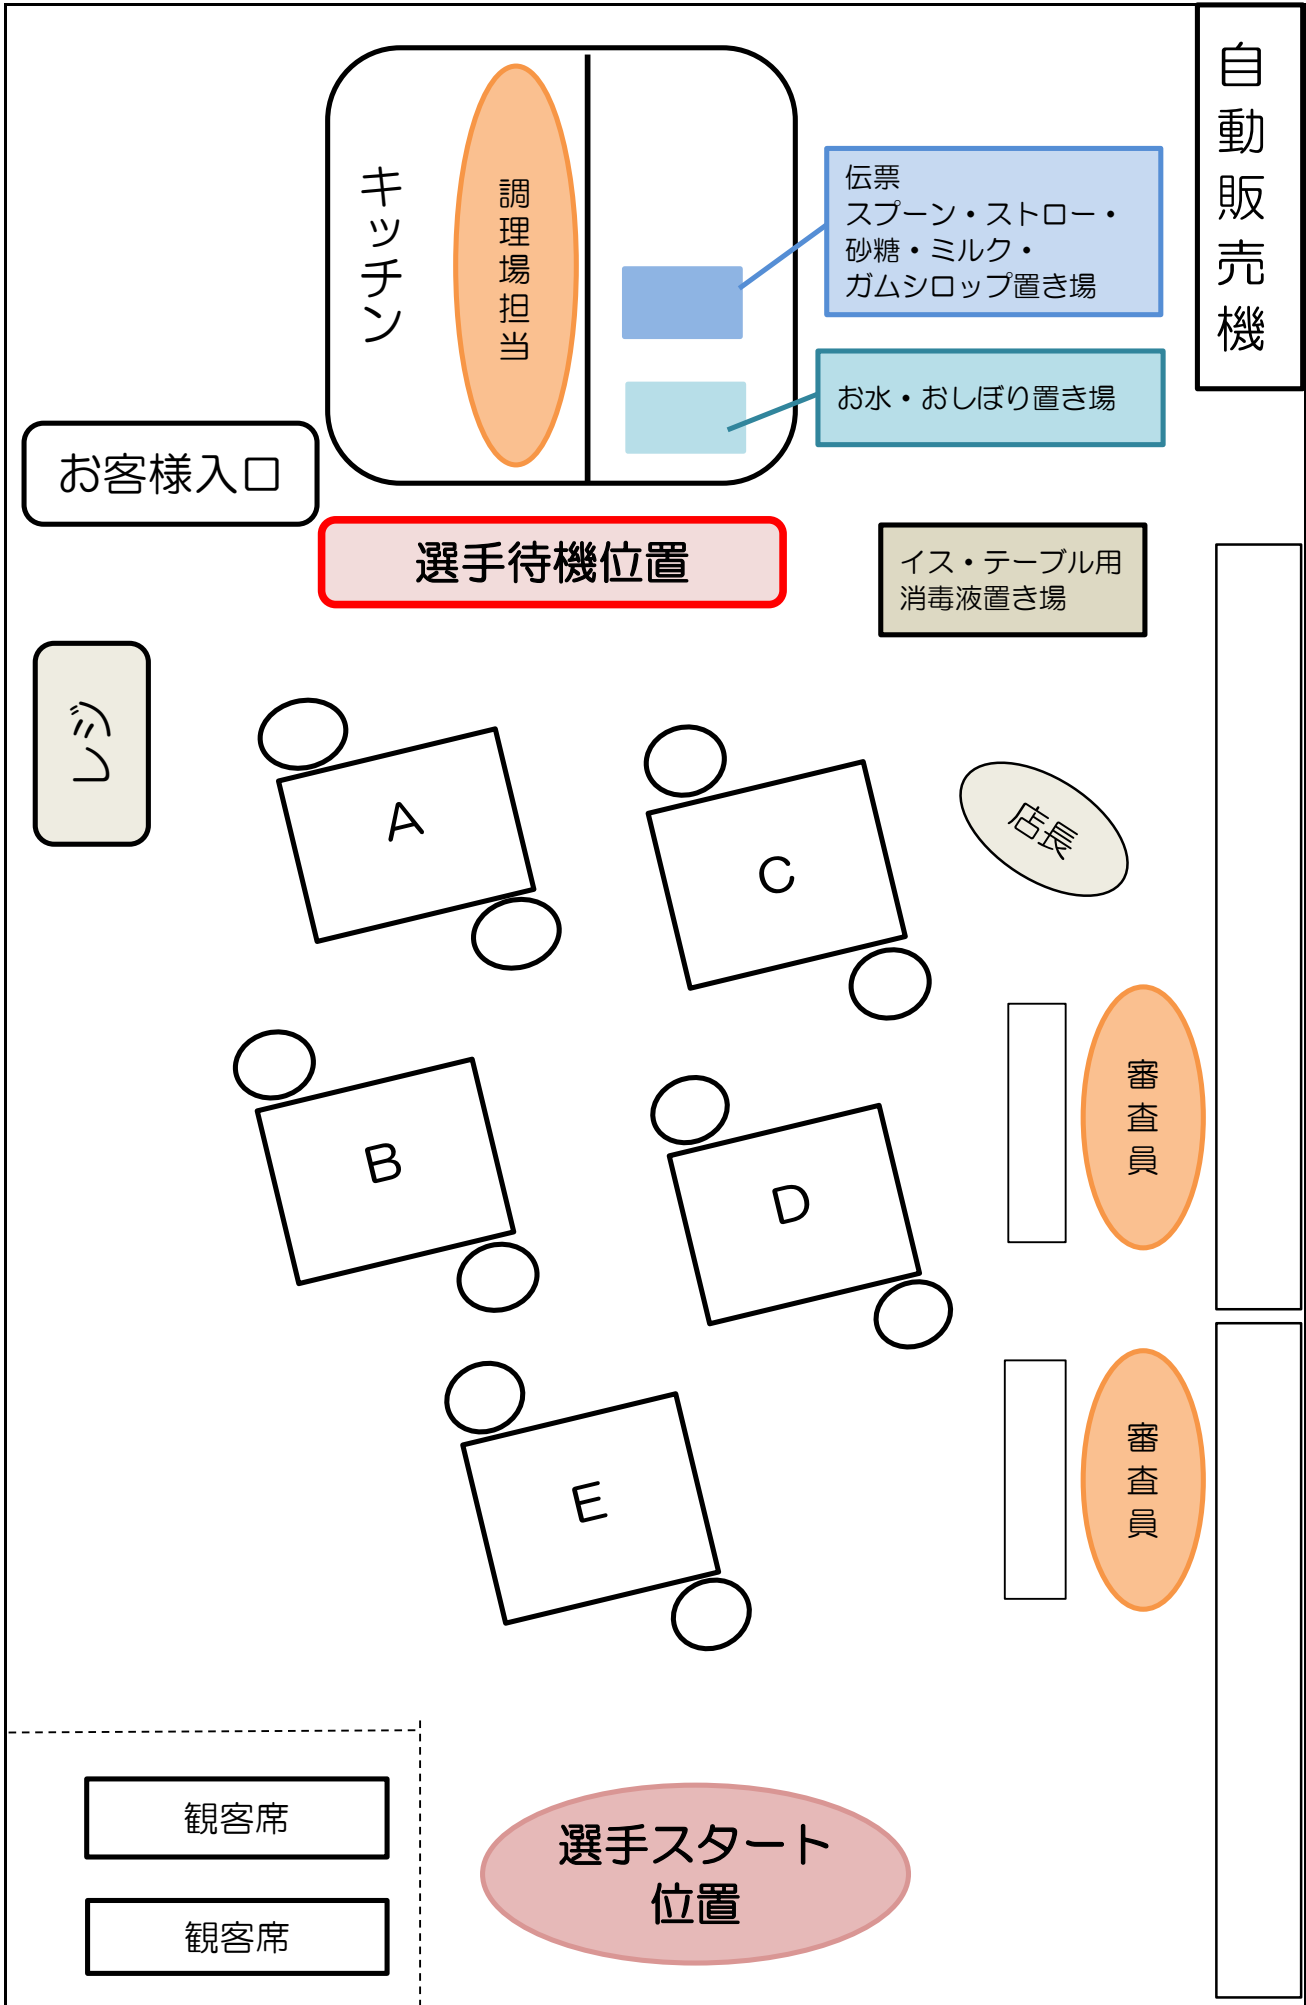 自動販売機
キッチン
調理場担当
伝票
スプーン・ストロー・
砂糖・ミルク・
ガムシロップ置き場
お水・おしぼり置き場
お客様入口
選手待機位置
イス・テーブル用
消毒液置き場
レジ
A
C
店長
B
D
審査員
E
審査員
観客席
観客席
選手スタート
位置